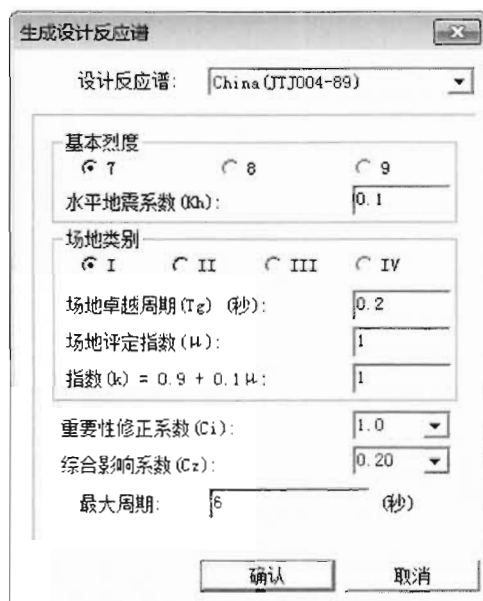 生成设计反应谱
设计反应谱: China(JTJ004-89)
基本烈度
7 8 9
水平地震系数(Kh): 0.1
场地类别
I II III IV
场地卓越周期(Tg) (秒): 0.2
场地评定指数(μ): 1
指数(k) = 0.9 + 0.1μ: 1
重要性修正系数(Ci): 1.0
综合影响系数(Cz): 0.20
最大周期: 6 (秒)
确认 取消